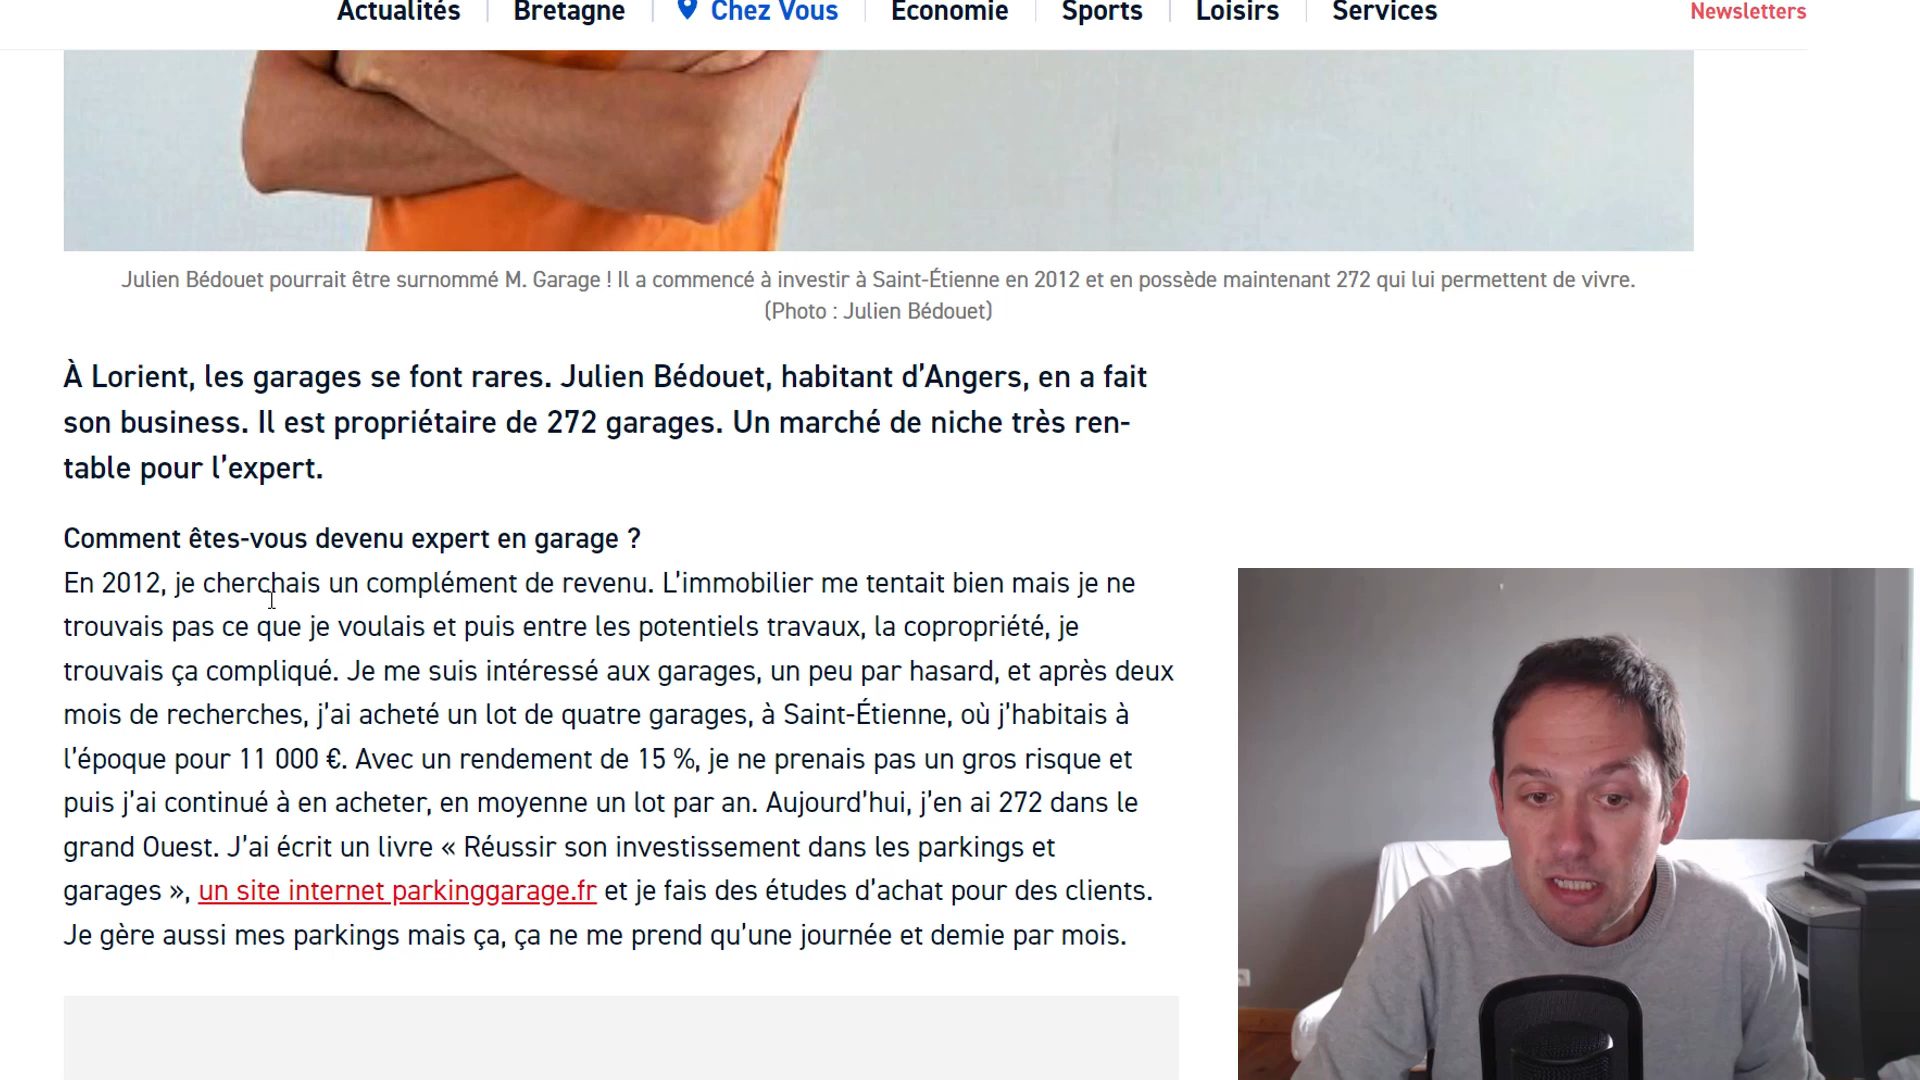 Actualités Bretagne Chez Vous Économie Sports Loisirs Services Newsletters
Julien Bédouet pourrait être surnommé M. Garage ! Il a commencé à investir à Saint-Étienne en 2012 et en possède maintenant 272 qui lui permettent de vivre.
(Photo : Julien Bédouet)
À Lorient, les garages se font rares. Julien Bédouet, habitant d’Angers, en a fait
son business. Il est propriétaire de 272 garages. Un marché de niche très ren-
table pour l’expert.
Comment êtes-vous devenu expert en garage ?
En 2012, je cherchais un complément de revenu. L’immobilier me tentait bien mais je ne
trouvais pas ce que je voulais et puis entre les potentiels travaux, la copropriété, je
trouvais ça compliqué. Je me suis intéressé aux garages, un peu par hasard, et après deux
mois de recherches, j’ai acheté un lot de quatre garages, à Saint-Étienne, où j’habitais à
l’époque pour 11 000 €. Avec un rendement de 15 %, je ne prenais pas un gros risque et
puis j’ai continué à en acheter, en moyenne un lot par an. Aujourd’hui, j’en ai 272 dans le
grand Ouest. J’ai écrit un livre « Réussir son investissement dans les parkings et
garages », un site internet parkinggarage.fr et je fais des études d’achat pour des clients.
Je gère aussi mes parkings mais ça, ça ne me prend qu’une journée et demie par mois.